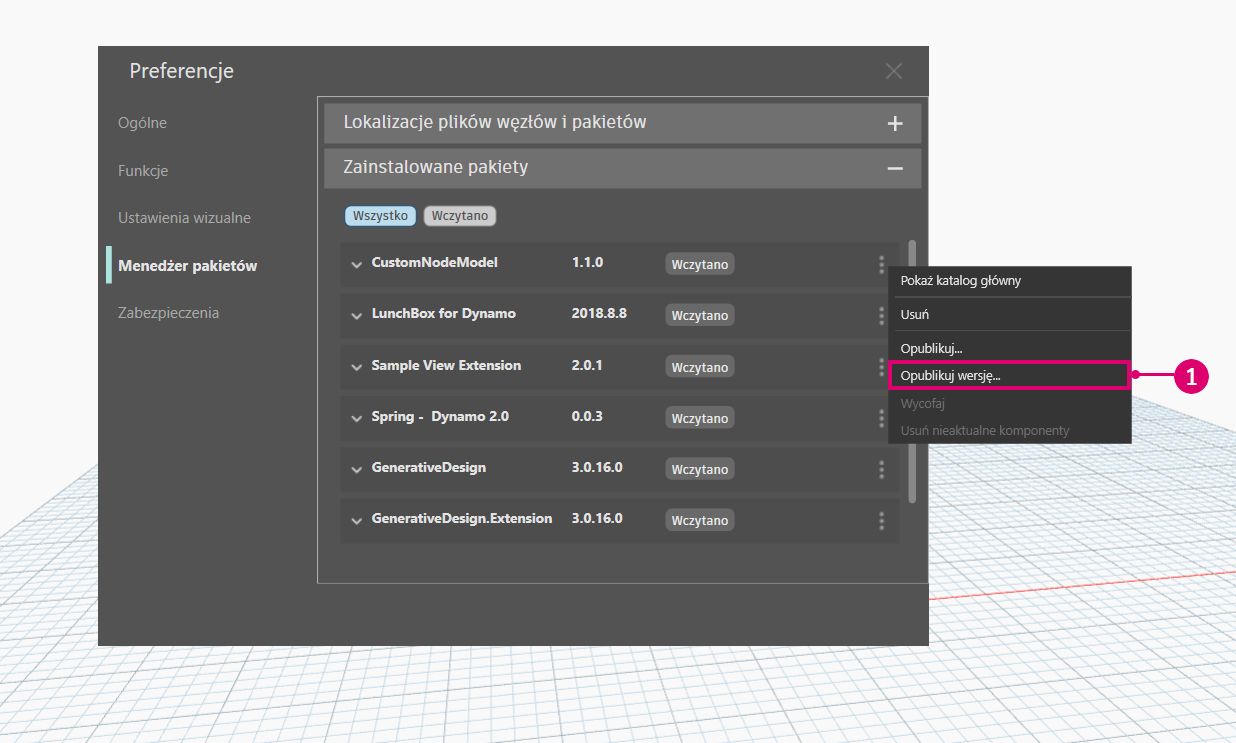 Preferencje
Ogólne
Funkcje
Ustawienia wizualne
Menedżer pakietów
Zabezpieczenia
Lokalizacje plików węzłów i pakietów
Zainstalowane pakiety
Wszystko Wczytano
CustomNodeModel 1.1.0 Wczytano
LunchBox for Dynamo 2018.8.8 Wczytano
Sample View Extension 2.0.1 Wczytano
Spring - Dynamo 2.0 0.0.3 Wczytano
GenerativeDesign 3.0.16.0 Wczytano
GenerativeDesign.Extension 3.0.16.0 Wczytano
Pokaż katalog główny
Usuń
Opublikuj...
Opublikuj wersję...
Wycofaj
Usuń nieaktualne komponenty
1